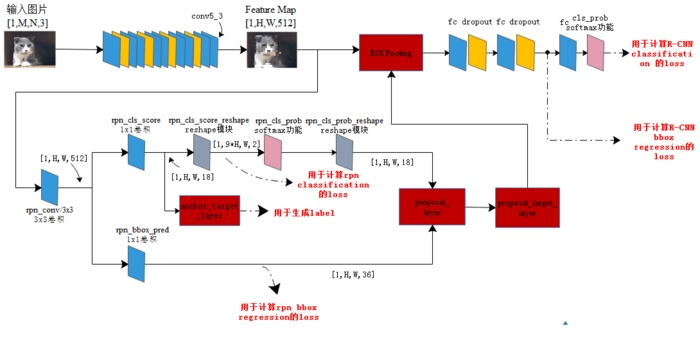 输入图片
[1,M,N,3]
conv5_3
Feature Map
[1,H,W,512]
ROI Pooling
fc dropout
fc dropout
fc
cls_prob
softmax功能
用于计算R-CNN
classificati
on 的loss
用于计算R-CNN
bbox
regression的loss
[1,H,W,512]
rpn_conv/3x3
3x3卷积
rpn_cls_score
1x1卷积
[1,H,W,18]
rpn_cls_score_reshape
reshape模块
[1,9*H,W,2]
rpn_cls_prob
softmax功能
rpn_cls_prob_reshape
reshape模块
[1,H,W,18]
用于计算rpn
classification
的loss
anchor_target
_layer
用于生成label
proposal_
layer
proposal_target_
layer
rpn_bbox_pred
1x1卷积
[1,H,W,36]
用于计算rpn bbox
regression的loss